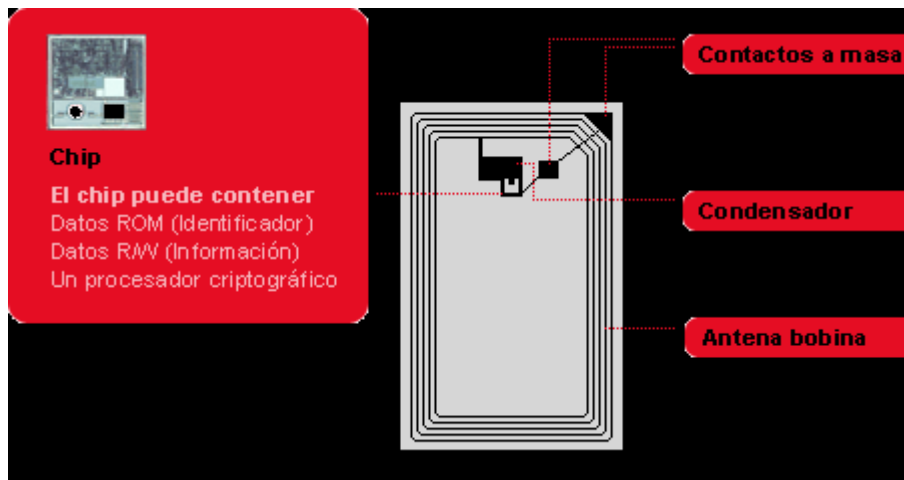 Chip
El chip puede contener
Datos ROM (Identificador)
Datos R/W (Información)
Un procesador criptográfico
Contactos a masa
Condensador
Antena bobina